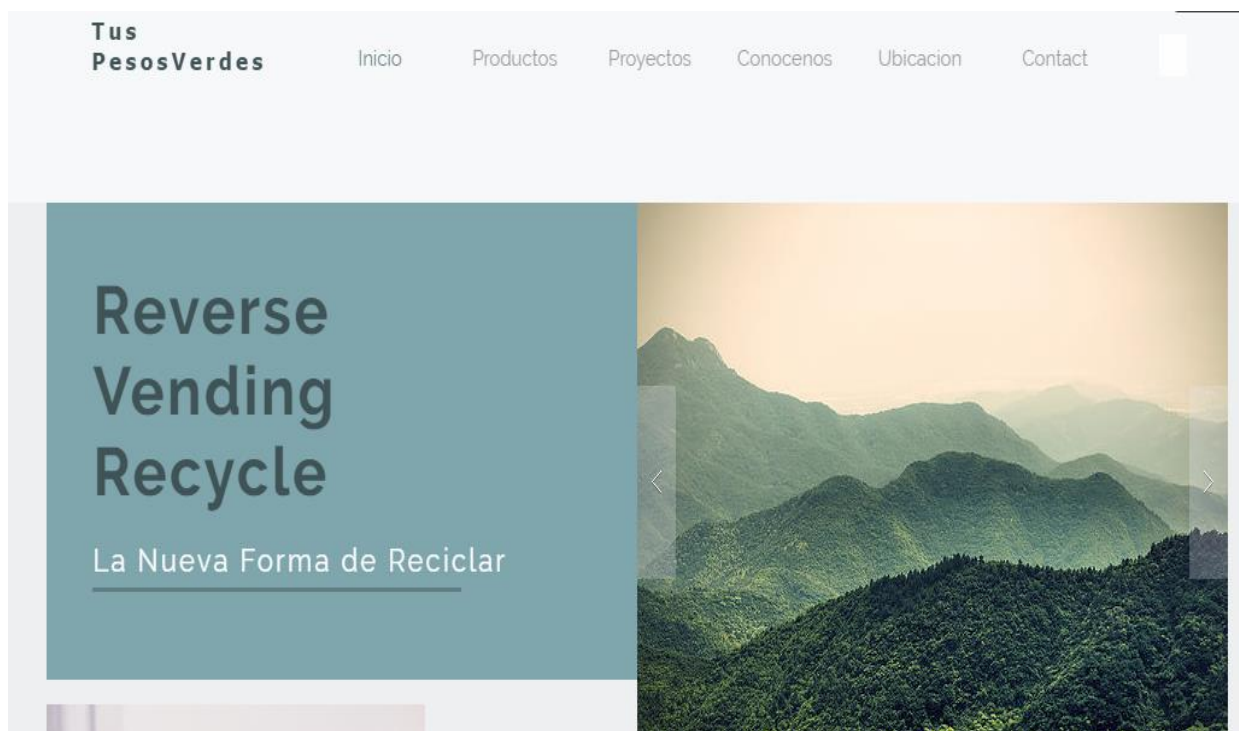 Tus
PesosVerdes
Inicio Productos Proyectos Conocenos Ubicacion Contact
Reverse
Vending
Recycle
La Nueva Forma de Reciclar